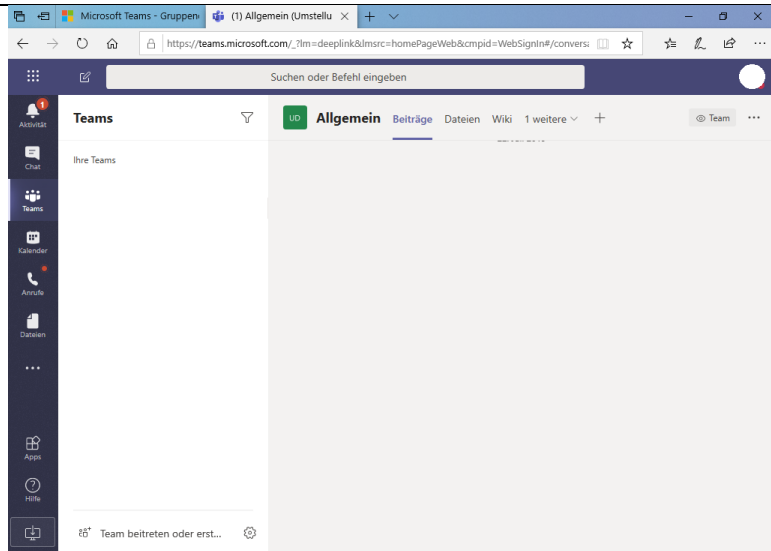 Microsoft Teams - Gruppen
(1) Allgemein (Umstellu
https://teams.microsoft.com/_?lm=deeplink&lmsrc=homePageWeb&cmpid=WebSignIn#/convers
Suchen oder Befehl eingeben
1
Aktivität
Chat
Teams
Kalender
Anrufe
Dateien
Apps
Hilfe
Teams
Ihre Teams
Team beitreten oder erst...
UD Allgemein Beiträge Dateien Wiki 1 weitere
Team